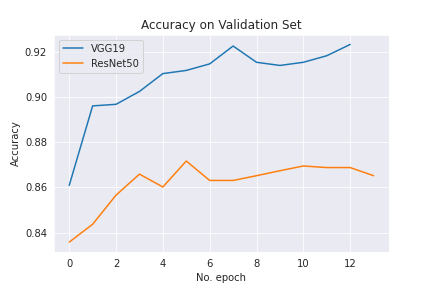 Accuracy on Validation Set
VGG19
ResNet50
0.92
0.90
0.88
0.86
0.84
Accuracy
0 2 4 6 8 10 12
No. epoch